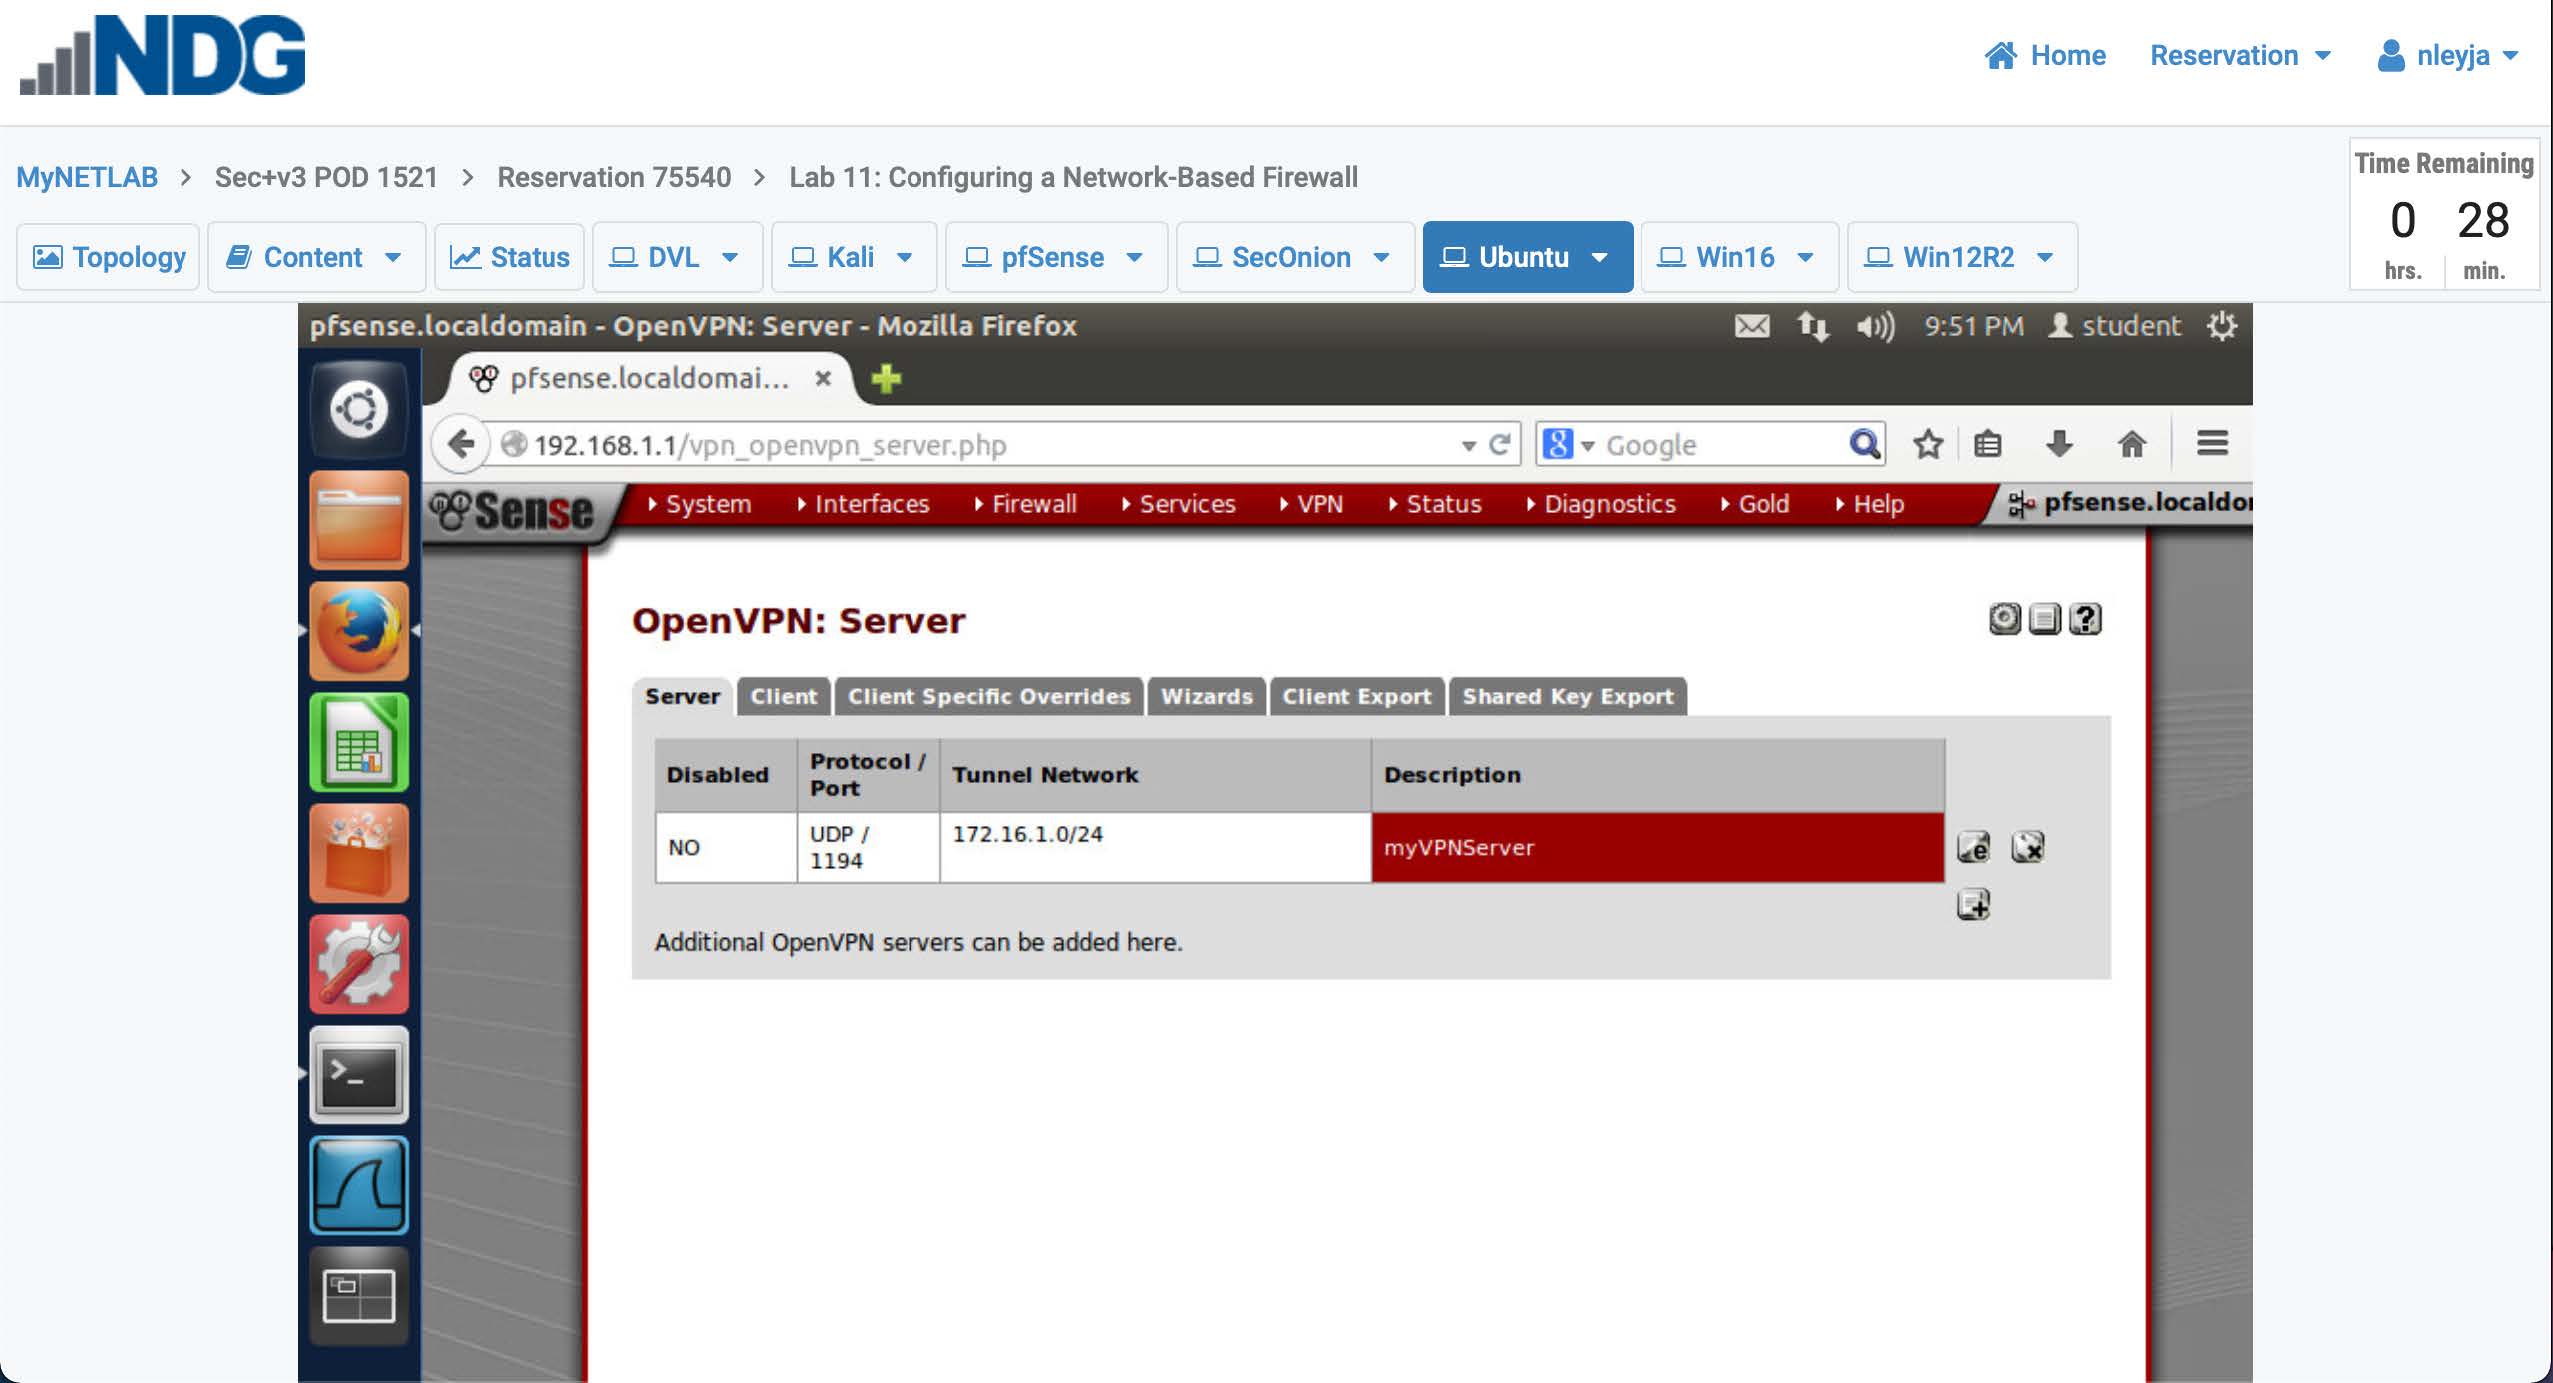 NDG
Home Reservation nleyja
MyNETLAB > Sec+v3 POD 1521 > Reservation 75540 > Lab 11: Configuring a Network-Based Firewall
Time Remaining
0 28
hrs. min.
Topology Content Status DVL Kali pfSense SecOnion Ubuntu Win16 Win12R2
pfsense.localdomain - OpenVPN: Server - Mozilla Firefox 9:51 PM student
pfsense.localdomai...
192.168.1.1/vpn_openvpn_server.php Google
Sense System Interfaces Firewall Services VPN Status Diagnostics Gold Help pfsense.localdo
OpenVPN: Server
Server Client Client Specific Overrides Wizards Client Export Shared Key Export
Disabled Protocol / Port Tunnel Network Description
NO UDP / 1194 172.16.1.0/24 myVPNServer
Additional OpenVPN servers can be added here.